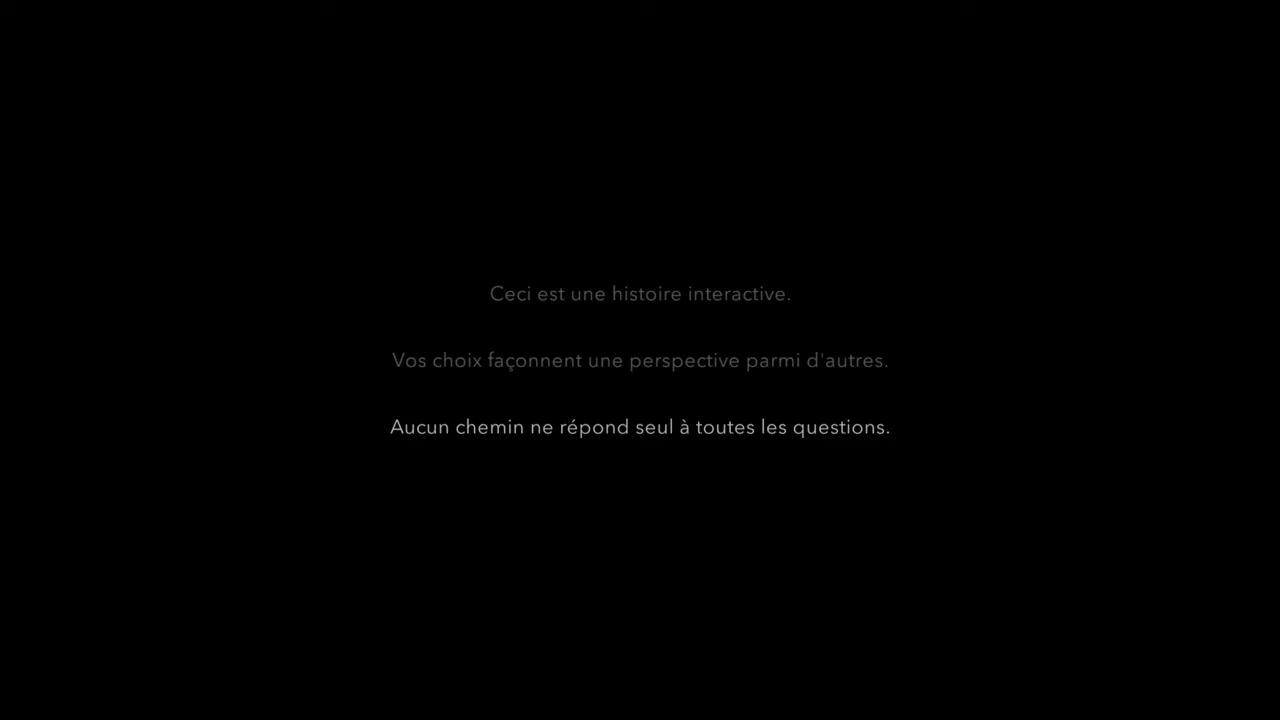 Ceci est une histoire interactive.
Vos choix façonnent une perspective parmi d'autres.
Aucun chemin ne répond seul à toutes les questions.